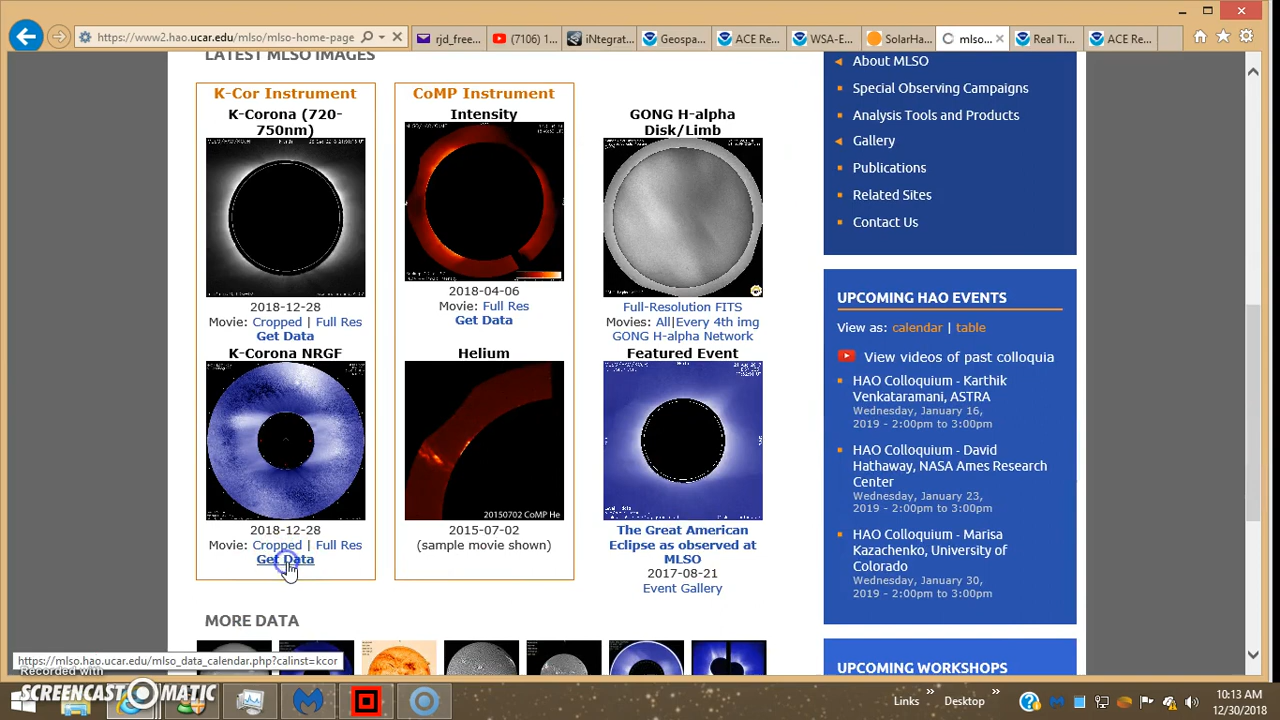 https://www2.hao.ucar.edu/mlso/mlso-home-page
rjd_free...
(7106) 1...
iNtegrat...
Geospa...
ACE Re...
WSA-E...
SolarHa...
mlso...
Real Tim...
ACE Re...
LATEST MLSO IMAGES
K-Cor Instrument
K-Corona (720-
750nm)
2018-12-28
Movie: Cropped | Full Res
Get Data
K-Corona NRGF
2018-12-28
Movie: Cropped | Full Res
Get Data
CoMP Instrument
Intensity
2018-04-06
Movie: Full Res
Get Data
Helium
20150702 CoMP He
2015-07-02
(sample movie shown)
GONG H-alpha
Disk/Limb
Full-Resolution FITS
Movies: All|Every 4th img
GONG H-alpha Network
Featured Event
The Great American
Eclipse as observed at
MLSO
2017-08-21
Event Gallery
MORE DATA
About MLSO
Special Observing Campaigns
Analysis Tools and Products
Gallery
Publications
Related Sites
Contact Us
UPCOMING HAO EVENTS
View as: calendar | table
View videos of past colloquia
HAO Colloquium - Karthik
Venkataramani, ASTRA
Wednesday, January 16,
2019 - 2:00pm to 3:00pm
HAO Colloquium - David
Hathaway, NASA Ames Research
Center
Wednesday, January 23,
2019 - 2:00pm to 3:00pm
HAO Colloquium - Marisa
Kazachenko, University of
Colorado
Wednesday, January 30,
2019 - 2:00pm to 3:00pm
UPCOMING WORKSHOPS
https://mlso.hao.ucar.edu/mlso_data_calendar.php?calinst=kcor
Recorded with
SCREENCAST-O-MATIC
Links
Desktop
10:13 AM
12/30/2018